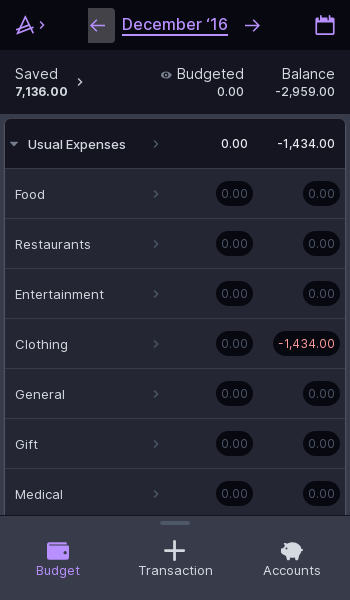 December ‘16
Saved Budgeted Balance
7,136.00 0.00 -2,959.00
Usual Expenses 0.00 -1,434.00
Food 0.00 0.00
Restaurants 0.00 0.00
Entertainment 0.00 0.00
Clothing 0.00 -1,434.00
General 0.00 0.00
Gift 0.00 0.00
Medical 0.00 0.00
Budget Transaction Accounts